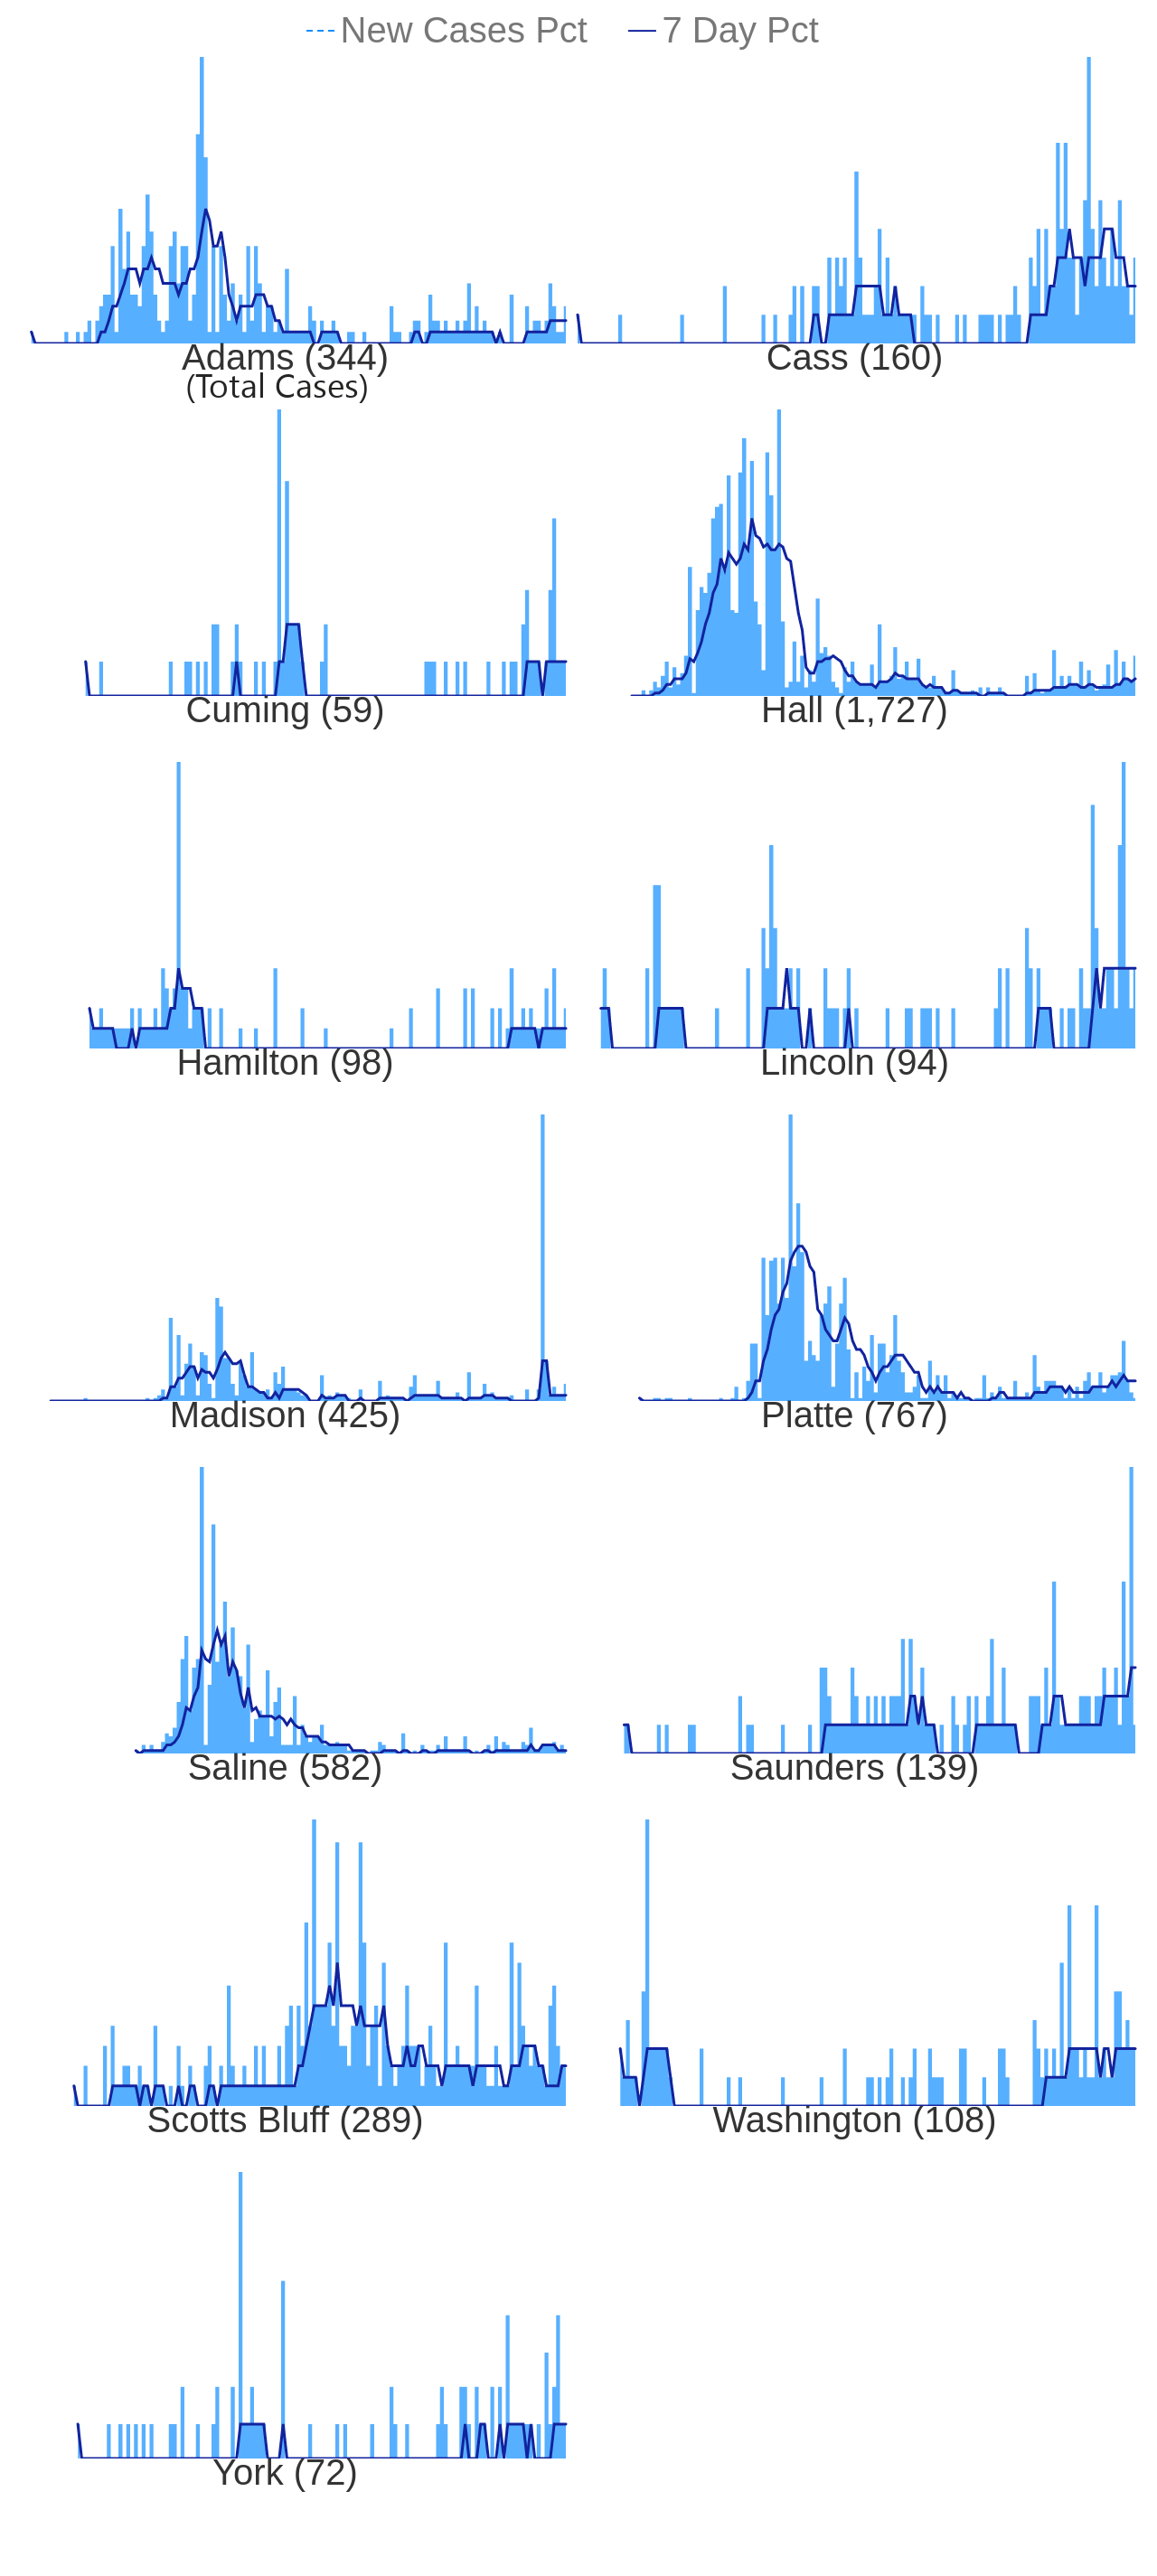 New Cases Pct 7 Day Pct
Adams (344) Cass (160)
(Total Cases)
Cuming (59) Hall (1,727)
Hamilton (98) Lincoln (94)
Madison (425) Platte (767)
Saline (582) Saunders (139)
Scotts Bluff (289) Washington (108)
York (72)